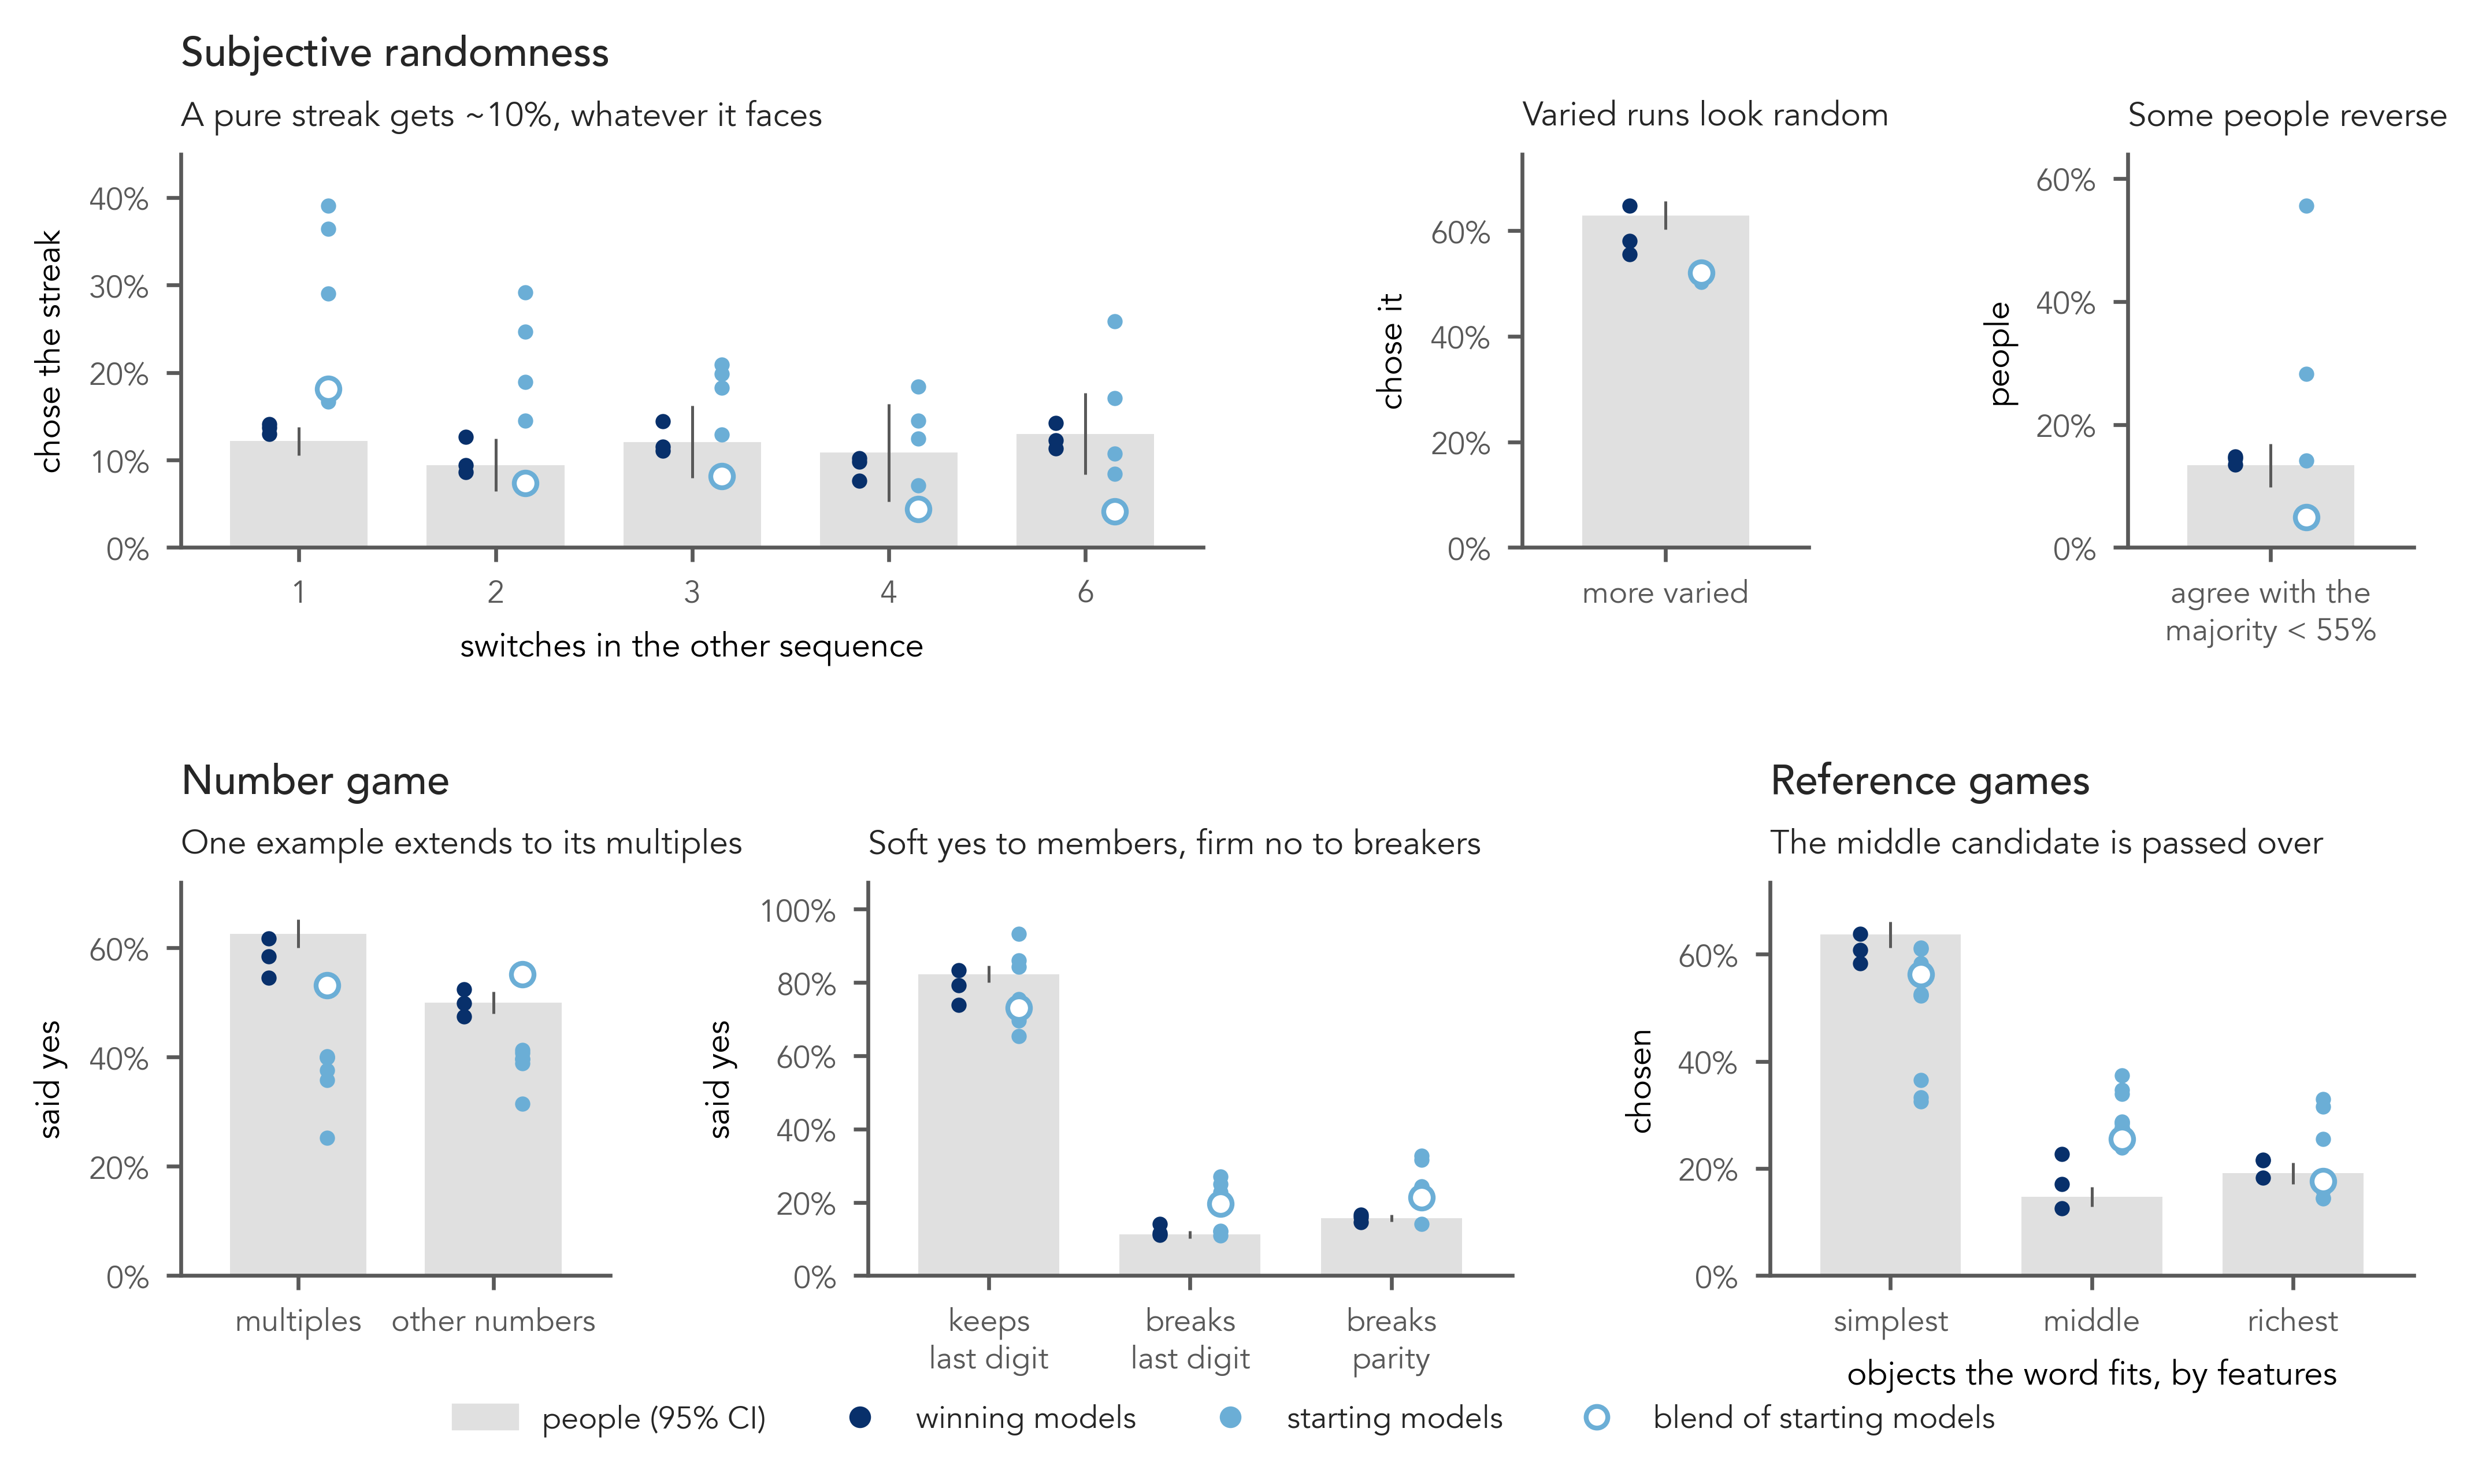 Subjective randomness
A pure streak gets ~10%, whatever it faces
Varied runs look random
Some people reverse
chose the streak
40%
30%
20%
10%
0%
1
2
3
4
6
switches in the other sequence
chose it
60%
40%
20%
0%
more varied
people
60%
40%
20%
0%
agree with the
majority < 55%
Number game
Reference games
One example extends to its multiples
Soft yes to members, firm no to breakers
The middle candidate is passed over
said yes
60%
40%
20%
0%
multiples
other numbers
said yes
100%
80%
60%
40%
20%
0%
keeps
last digit
breaks
last digit
breaks
parity
chosen
60%
40%
20%
0%
simplest
middle
richest
objects the word fits, by features
people (95% CI)
winning models
starting models
blend of starting models